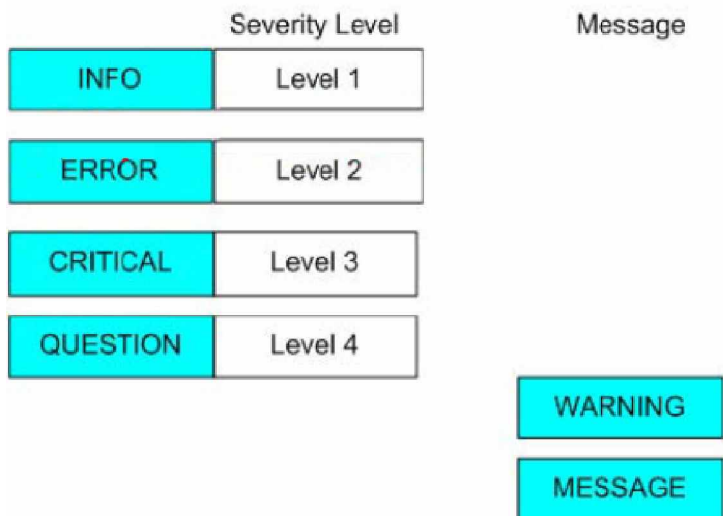 Severity Level Message
INFO Level 1
ERROR Level 2
CRITICAL Level 3
QUESTION Level 4
WARNING
MESSAGE